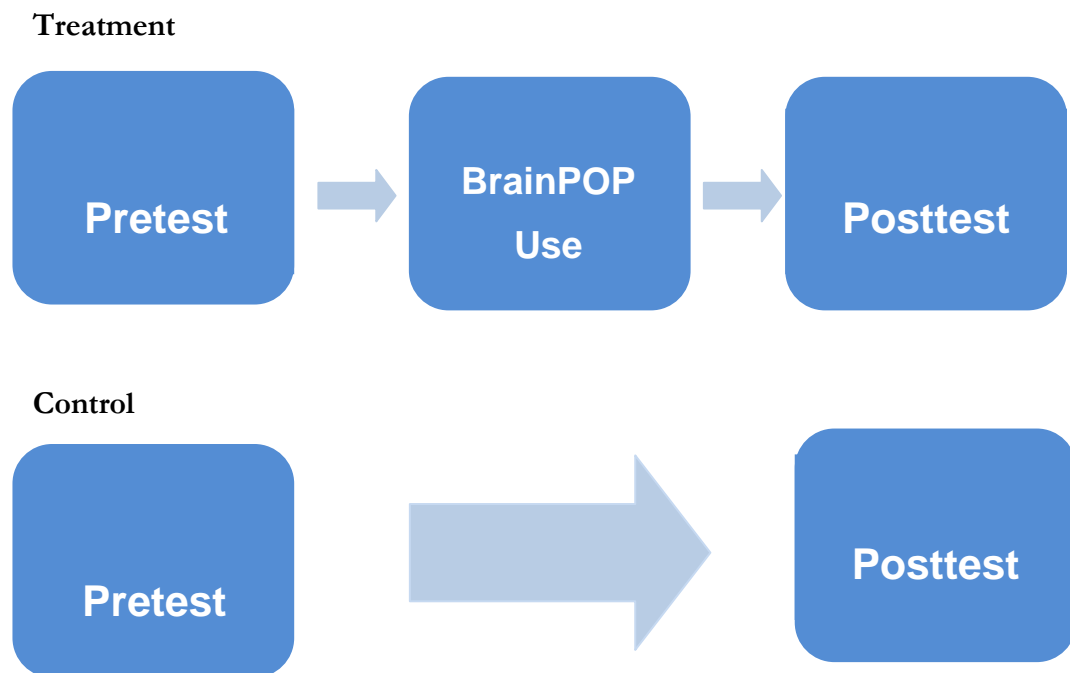 Treatment
Pretest
BrainPOP
Use
Posttest
Control
Pretest
Posttest